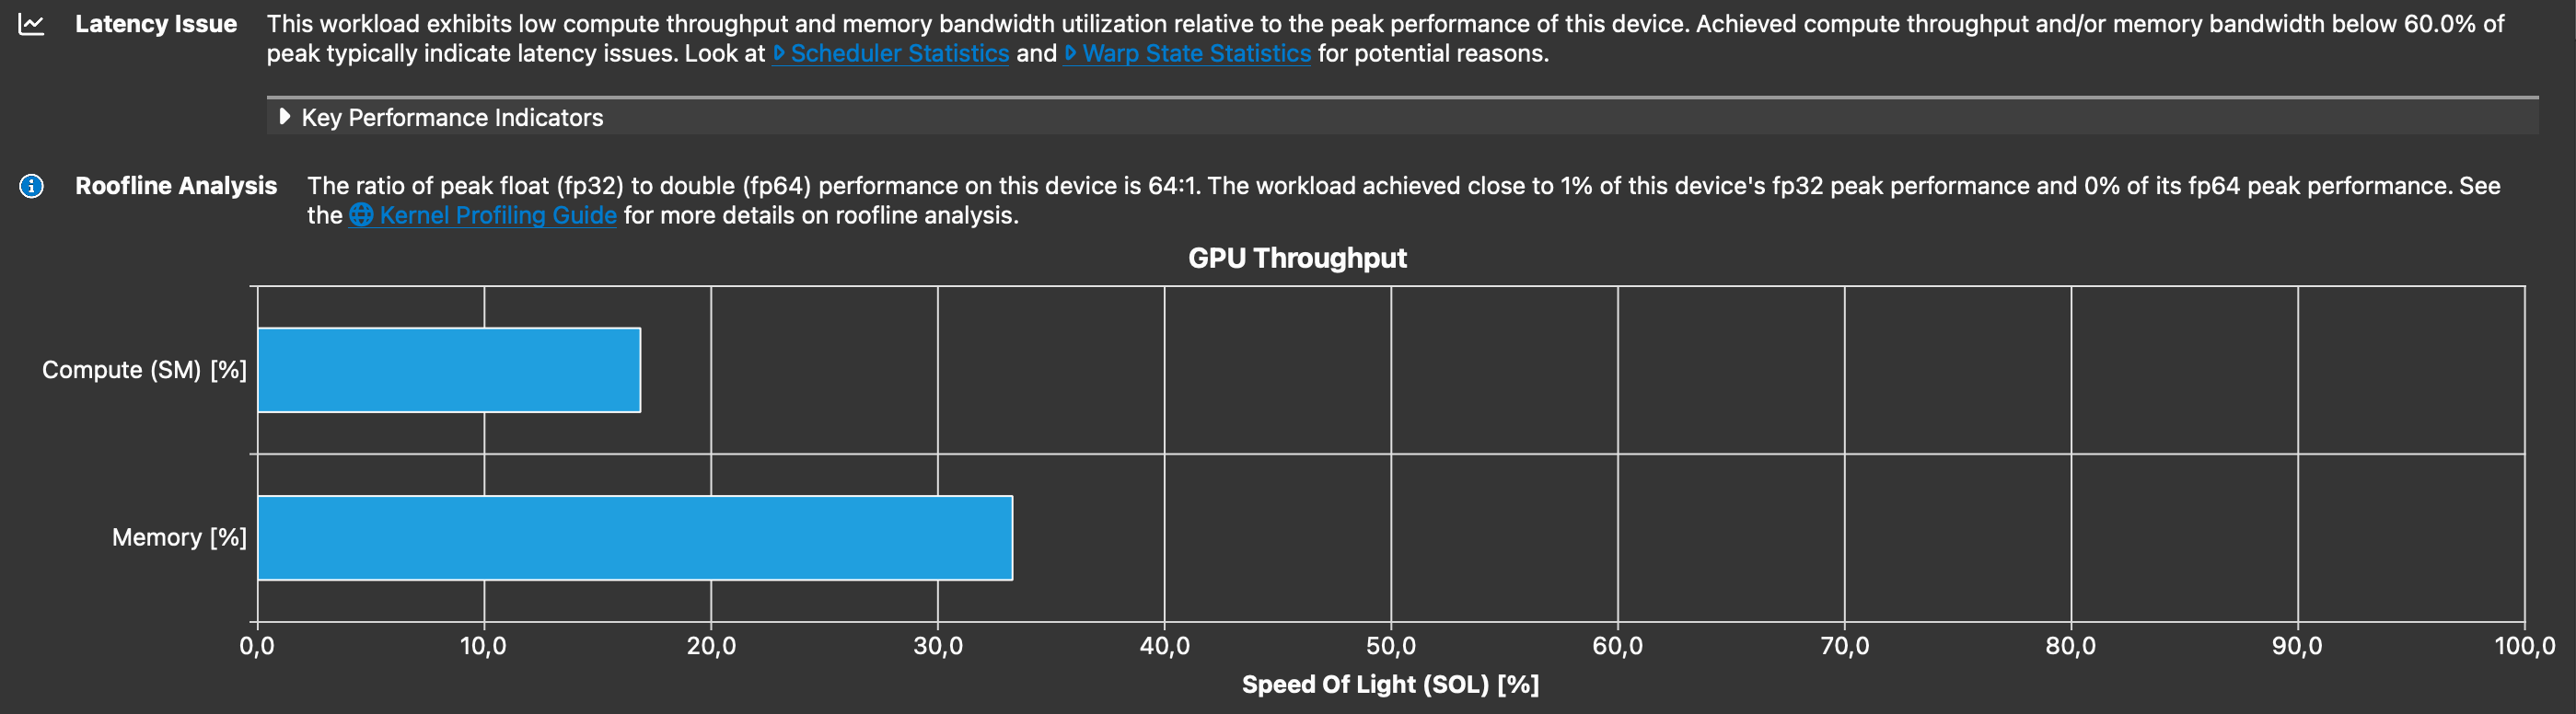 Latency Issue This workload exhibits low compute throughput and memory bandwidth utilization relative to the peak performance of this device. Achieved compute throughput and/or memory bandwidth below 60.0% of
peak typically indicate latency issues. Look at Scheduler Statistics and Warp State Statistics for potential reasons.
Key Performance Indicators
Roofline Analysis The ratio of peak float (fp32) to double (fp64) performance on this device is 64:1. The workload achieved close to 1% of this device's fp32 peak performance and 0% of its fp64 peak performance. See
the Kernel Profiling Guide for more details on roofline analysis.
GPU Throughput
Compute (SM) [%]
Memory [%]
0,0 10,0 20,0 30,0 40,0 50,0 60,0 70,0 80,0 90,0 100,0
Speed Of Light (SOL) [%]